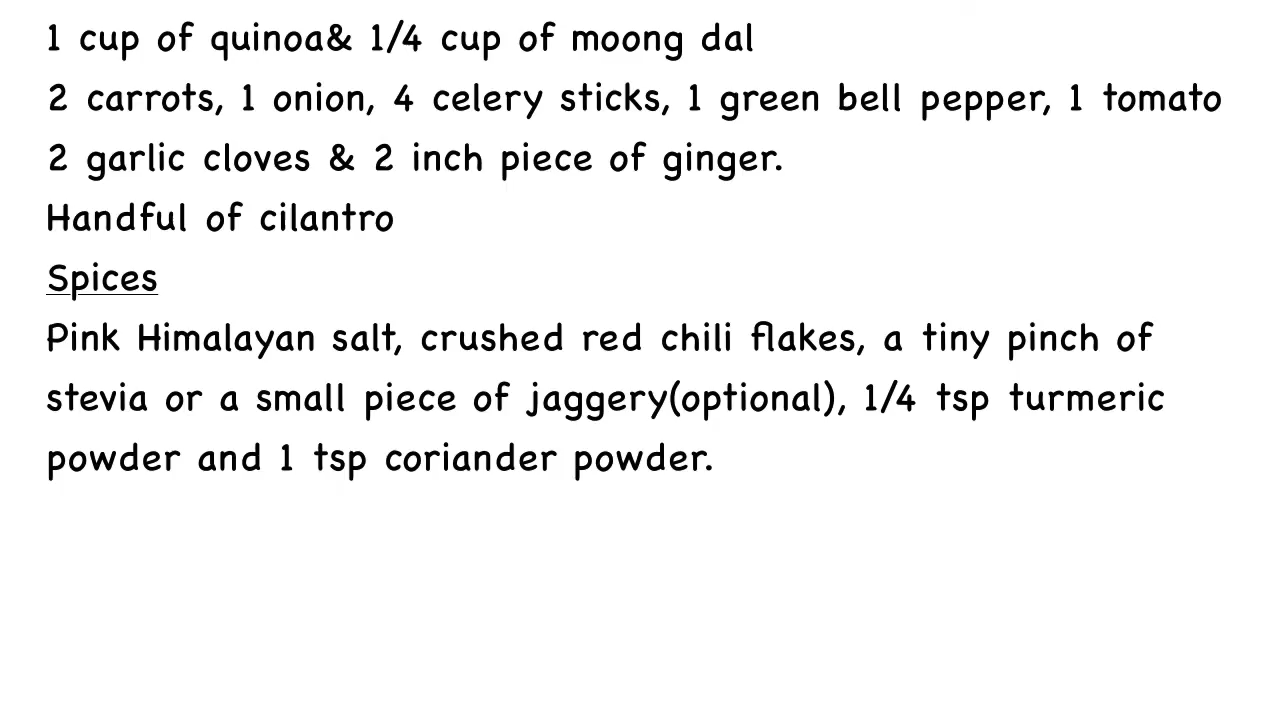 1 cup of quinoa& 1/4 cup of moong dal
2 carrots, 1 onion, 4 celery sticks, 1 green bell pepper, 1 tomato
2 garlic cloves & 2 inch piece of ginger.
Handful of cilantro
Spices
Pink Himalayan salt, crushed red chili flakes, a tiny pinch of
stevia or a small piece of jaggery(optional), 1/4 tsp turmeric
powder and 1 tsp coriander powder.